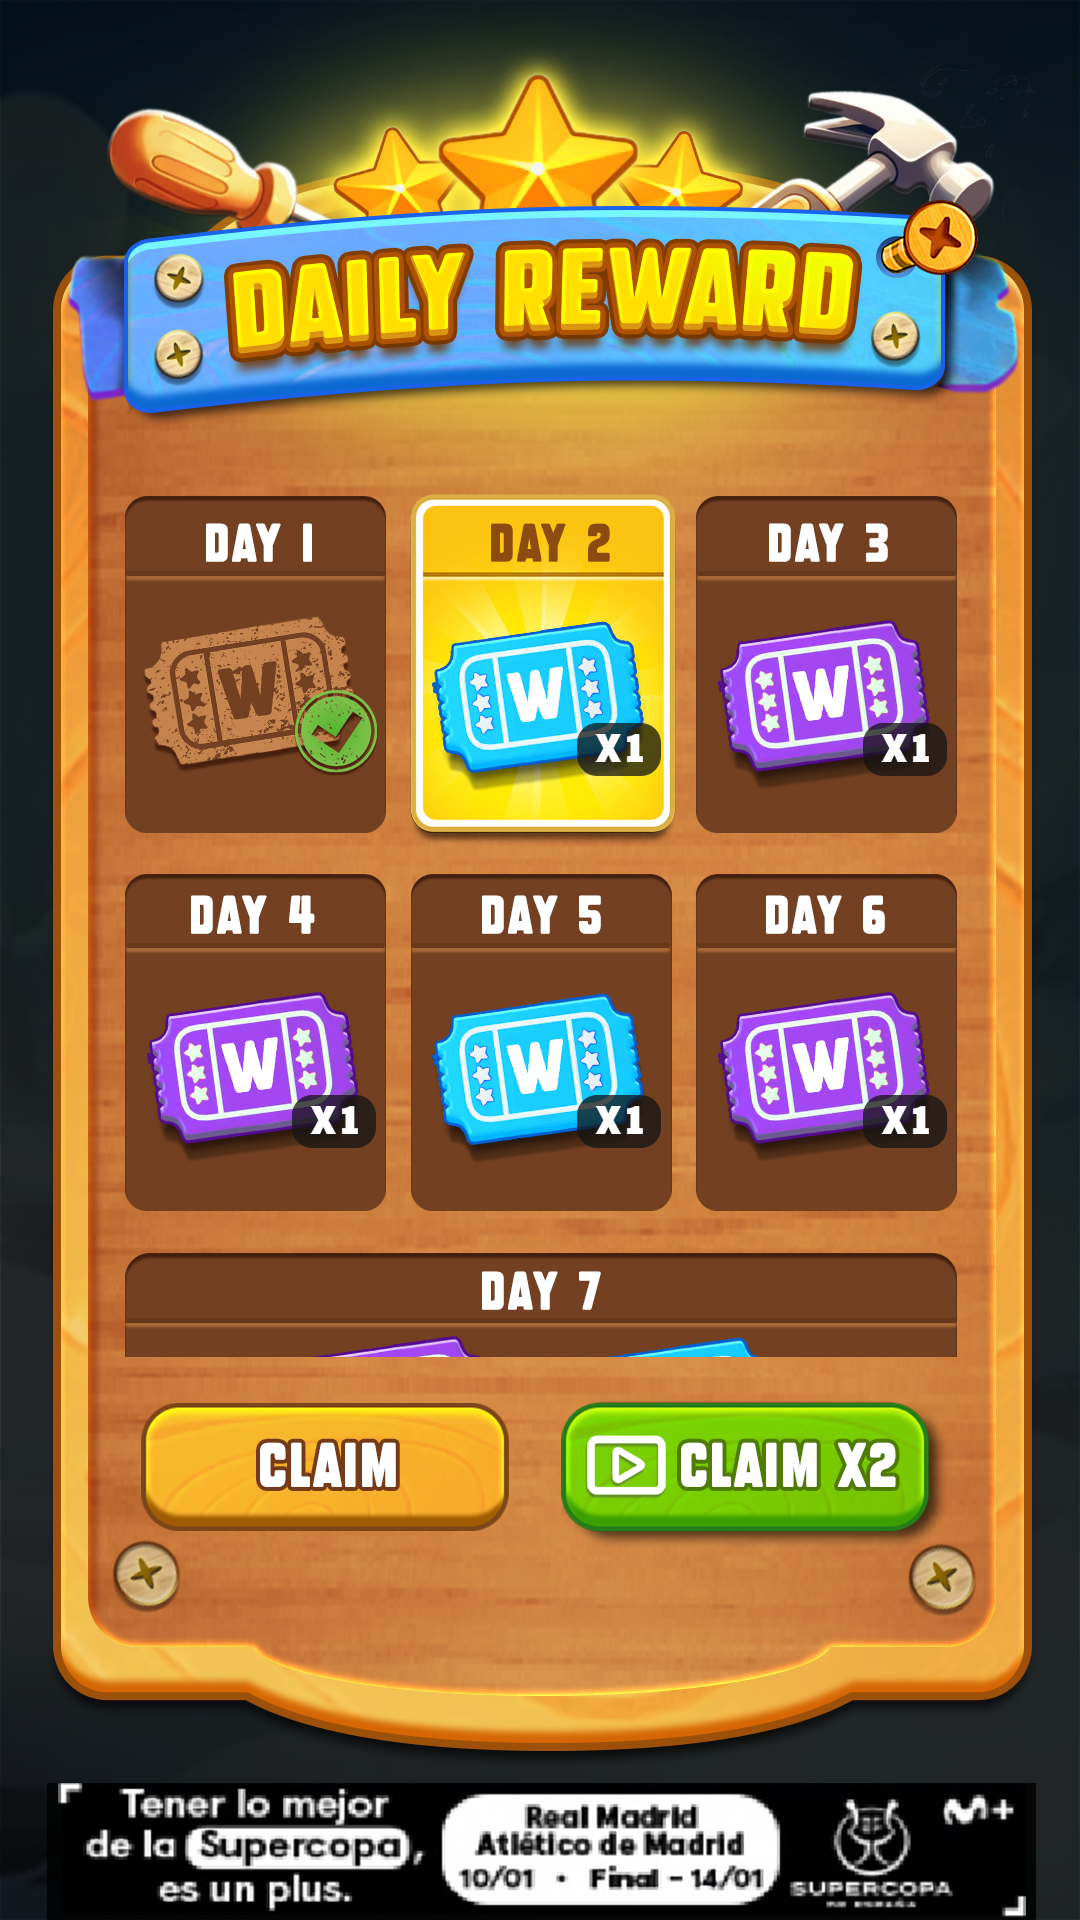 DAILY REWARD
DAY 1
DAY 2
DAY 3
W
W
X1
W
X1
DAY 4
DAY 5
DAY 6
W
X1
W
X1
W
X1
DAY 7
CLAIM
CLAIM X2
Tener lo mejor
de la Supercopa,
es un plus.
Real Madrid
Atlético de Madrid
10/01 • Final - 14/01
M+
SUPERCOPA
DE ESPAÑA